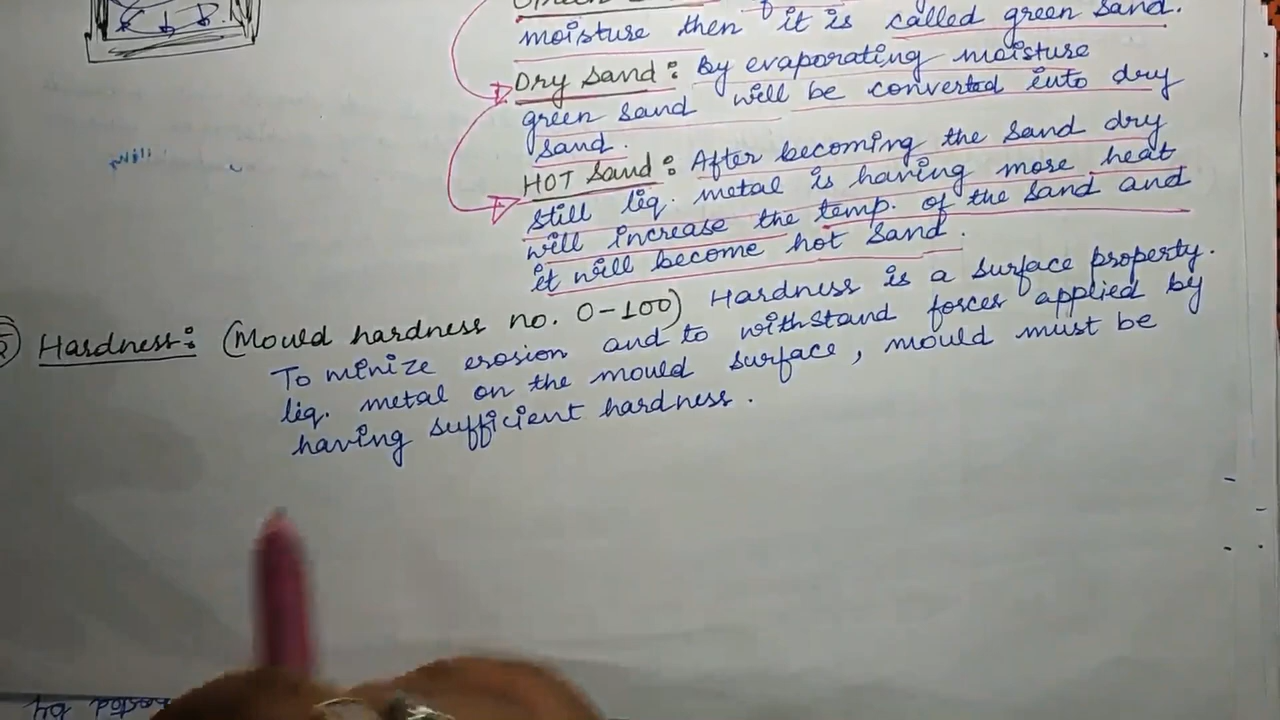 moisture then if it is called green sand.
Dry Sand: By evaporating moisture
green sand will be converted into dry
sand.
HOT Sand: After becoming the sand dry
still liq. metal is having more heat
will increase the temp. of the sand and
it will become hot sand.
Hardness: (Mould hardness no. 0-100) Hardness is a surface property.
To minize erosion and to withstand forces applied by
liq. metal on the mould surface, mould must be
having sufficient hardness.